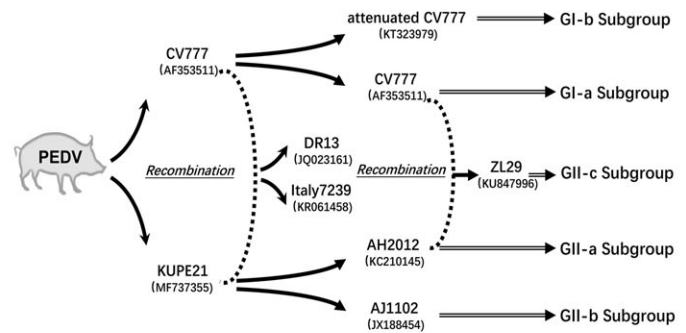 attenuated CV777
(KT323979)
GI-b Subgroup
CV777
(AF353511)
CV777
(AF353511)
GI-a Subgroup
PEDV
Recombination
DR13
(JQ023161)
Italy7239
(KR061458)
Recombination
ZL29
(KU847996)
GII-c Subgroup
KUPE21
(MF737355)
AH2012
(KC210145)
GII-a Subgroup
AJ1102
(JX188454)
GII-b Subgroup